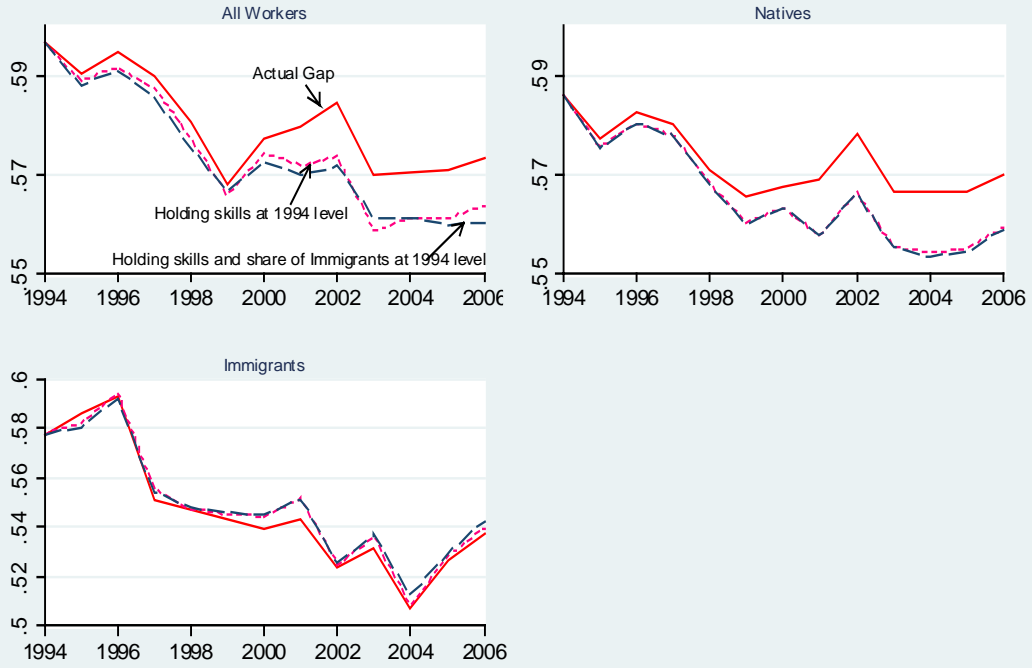 All Workers
.59
.57
.55
Actual Gap
Holding skills at 1994 level
Holding skills and share of Immigrants at 1994 level
1994 1996 1998 2000 2002 2004 2006
Natives
.59
.57
.55
1994 1996 1998 2000 2002 2004 2006
Immigrants
.6
.58
.56
.54
.52
.5
1994 1996 1998 2000 2002 2004 2006